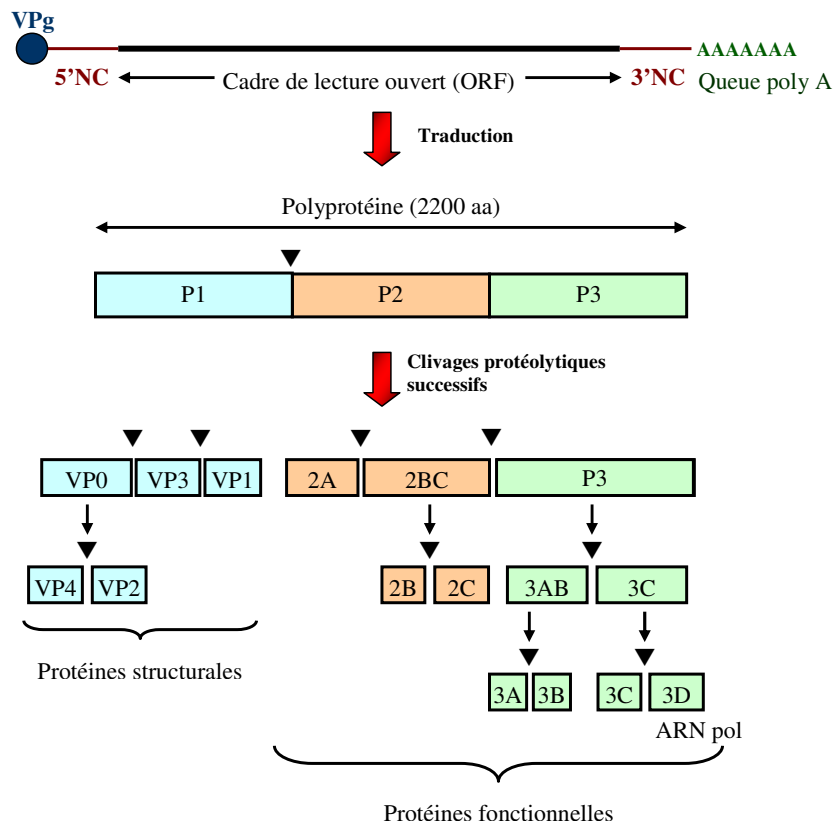 VPg
AAAAAAA
5’NC
Cadre de lecture ouvert (ORF)
3’NC
Queue poly A
Traduction
Polyprotéine (2200 aa)
P1
P2
P3
Clivages protéolytiques
successifs
VP0
VP3
VP1
2A
2BC
P3
VP4
VP2
2B
2C
3AB
3C
Protéines structurales
3A
3B
3C
3D
ARN pol
Protéines fonctionnelles